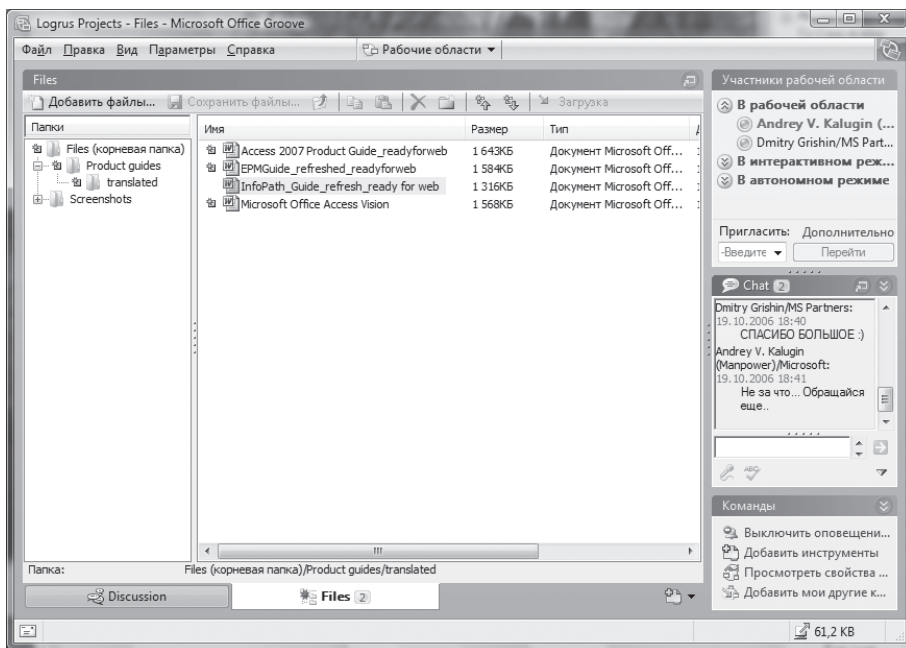 Logrus Projects - Files - Microsoft Office Groove
Файл Правка Вид Параметры Справка
Рабочие области
Files
Добавить файлы... Сохранить файлы... Загрузка
Папки
Files (корневая папка)
Product guides
translated
Screenshots
Имя Размер Тип
Access 2007 Product Guide_readyforweb 1 643КБ Документ Microsoft Off...
EPMGuide_refreshed_readyforweb 1 584КБ Документ Microsoft Off...
InfoPath_Guide_refresh_ready for web 1 316КБ Документ Microsoft Off...
Microsoft Office Access Vision 1 568КБ Документ Microsoft Off...
Папка: Files (корневая папка)/Product guides/translated
Discussion
Files 2
Участники рабочей области
В рабочей области
Andrey V. Kalugin (...
Dmitry Grishin/MS Part...
В интерактивном реж...
В автономном режиме
Пригласить: Дополнительно
-Введите Перейти
Chat 2
Dmitry Grishin/MS Partners:
19.10.2006 18:40
СПАСИБО БОЛЬШОЕ :)
Andrey V. Kalugin
(Manpower)/Microsoft:
19.10.2006 18:41
Не за что... Обращайся
еще..
ABC
Команды
Выключить оповещени...
Добавить инструменты
Просмотреть свойства ...
Добавить мои другие к...
61,2 KB